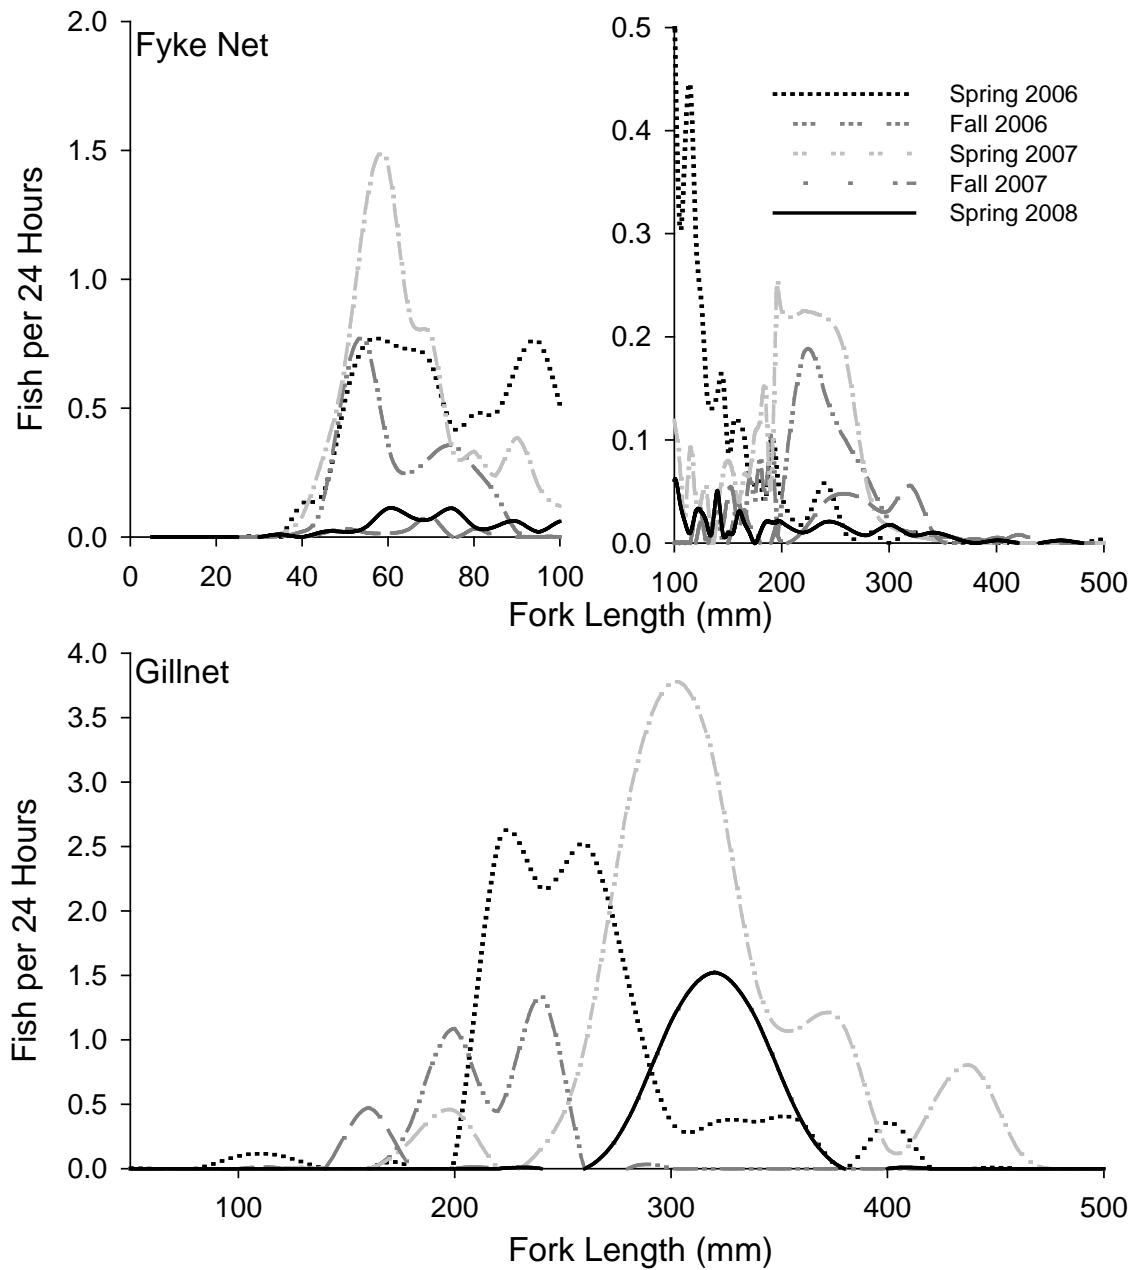 Fyke Net
Fish per 24 Hours
2.0
1.5
1.0
0.5
0.0
0 20 40 60 80 100
0.5
0.4
0.3
0.2
0.1
0.0
100 200 300 400 500
Spring 2006
Fall 2006
Spring 2007
Fall 2007
Spring 2008
Fork Length (mm)
Gillnet
Fish per 24 Hours
4.0
3.5
3.0
2.5
2.0
1.5
1.0
0.5
0.0
100 200 300 400 500
Fork Length (mm)